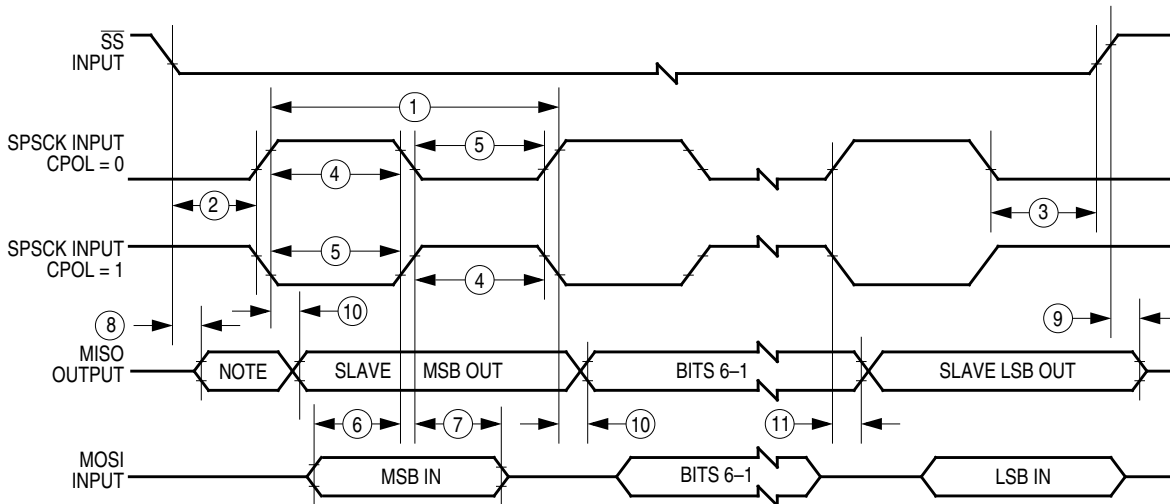 SS
INPUT
1
SPSCK INPUT
CPOL = 0
5
4
2
3
SPSCK INPUT
CPOL = 1
5
4
8
10
9
MISO
OUTPUT
NOTE
SLAVE MSB OUT
BITS 6–1
SLAVE LSB OUT
6
7
10
11
MOSI
INPUT
MSB IN
BITS 6–1
LSB IN